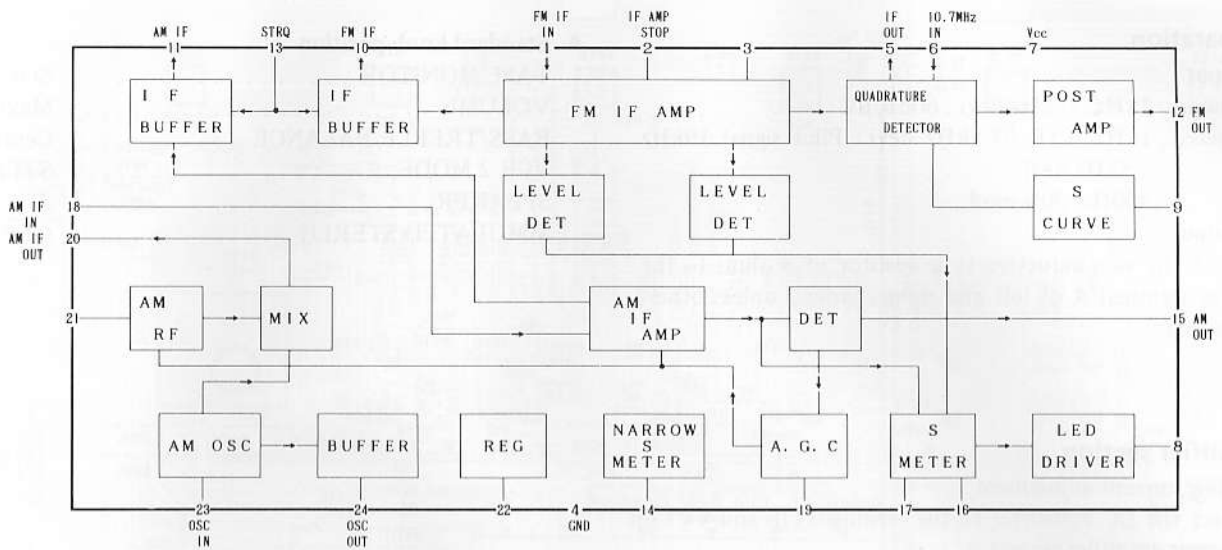 AM IF
11
STRQ
13
FM IF
10
FM IF
IN
1
IF AMP
STOP
2
3
IF
OUT
5
10.7MHz
IN
6
Vcc
7
IF
BUFFER
IF
BUFFER
FM IF AMP
QUADRATURE
DETECTOR
POST
AMP
12 FM
OUT
LEVEL
DET
LEVEL
DET
S
CURVE
9
AM IF
IN
18
AM IF
OUT
20
21
AM
RF
MIX
AM
IF
AMP
DET
15 AM
OUT
AM OSC
BUFFER
REG
NARROW
S
METER
A.G.C
S
METER
LED
DRIVER
8
23
OSC
IN
24
OSC
OUT
22
4
GND
14
19
17
16